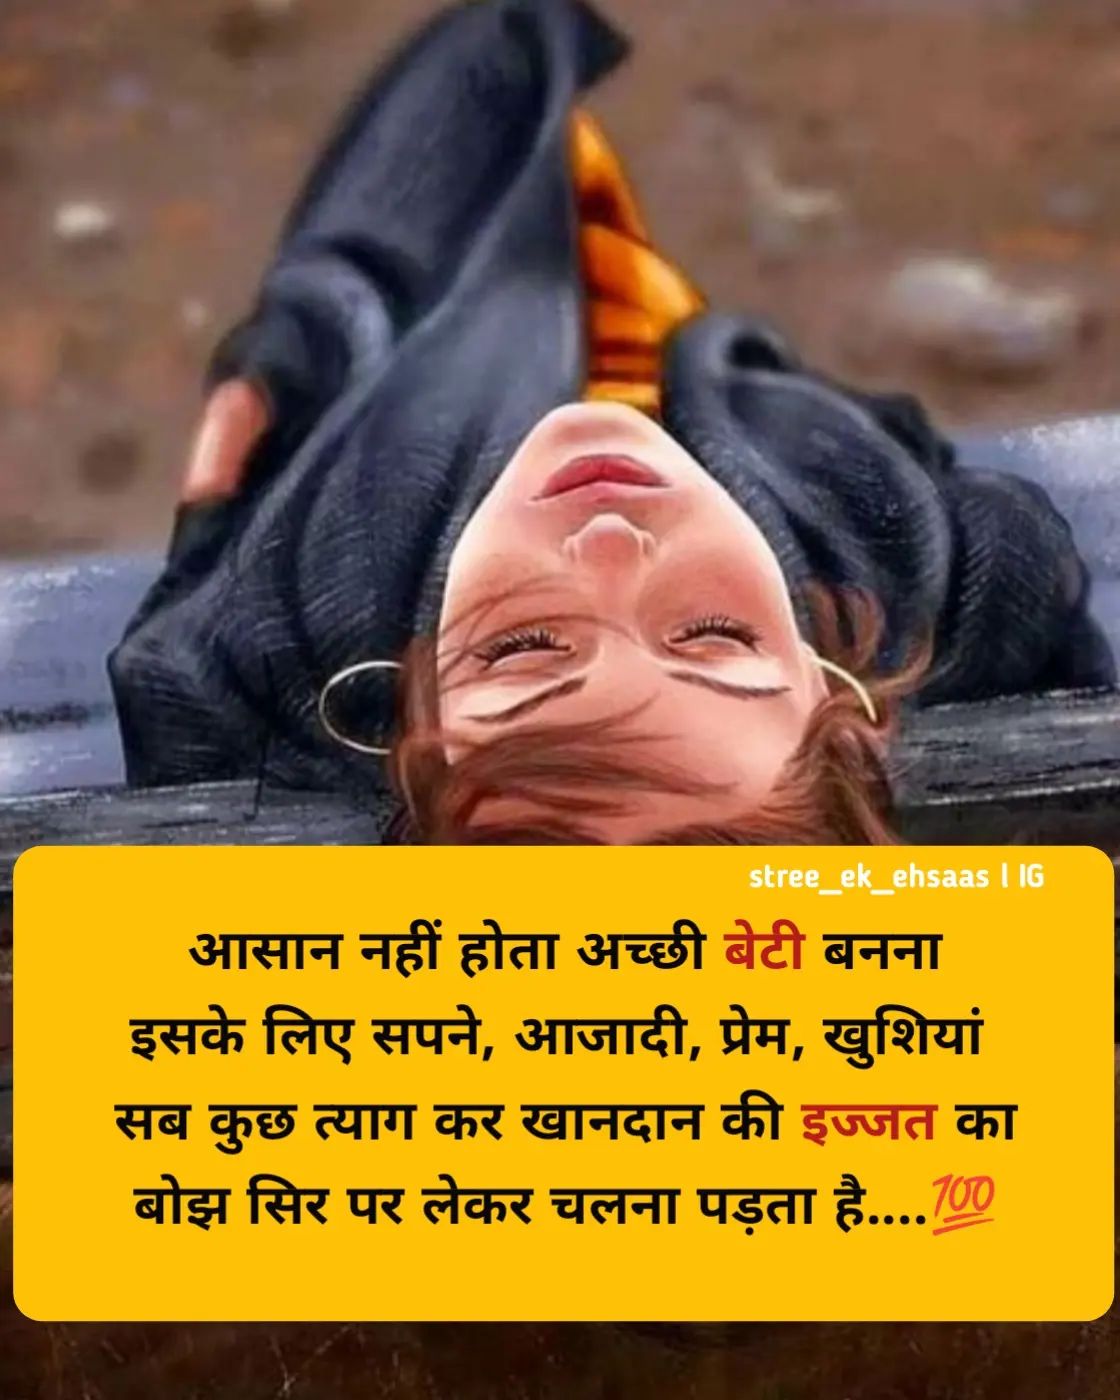 stree_ek_ehsaas | IG
आसान नहीं होता अच्छी बेटी बनना
इसके लिए सपने, आजादी, प्रेम, खुशियां
सब कुछ त्याग कर खानदान की इज्जत का
बोझ सिर पर लेकर चलना पड़ता है....💯